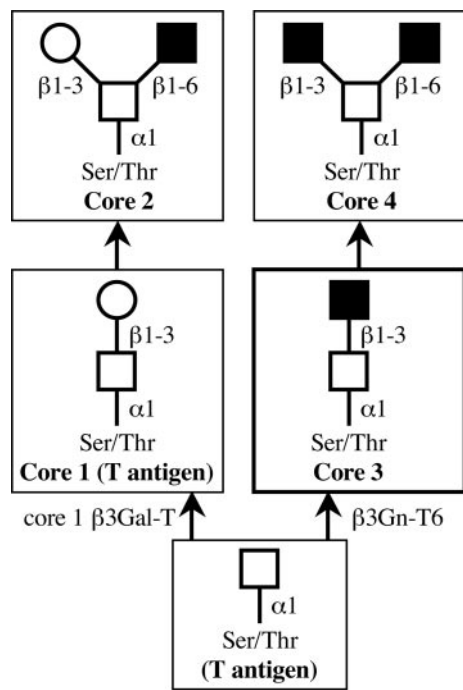 β1-3
β1-6
α1
Ser/Thr
Core 2
β1-3
β1-6
α1
Ser/Thr
Core 4
β1-3
α1
Ser/Thr
Core 1 (T antigen)
β1-3
α1
Ser/Thr
Core 3
core 1 β3Gal-T
β3Gn-T6
α1
Ser/Thr
(T antigen)